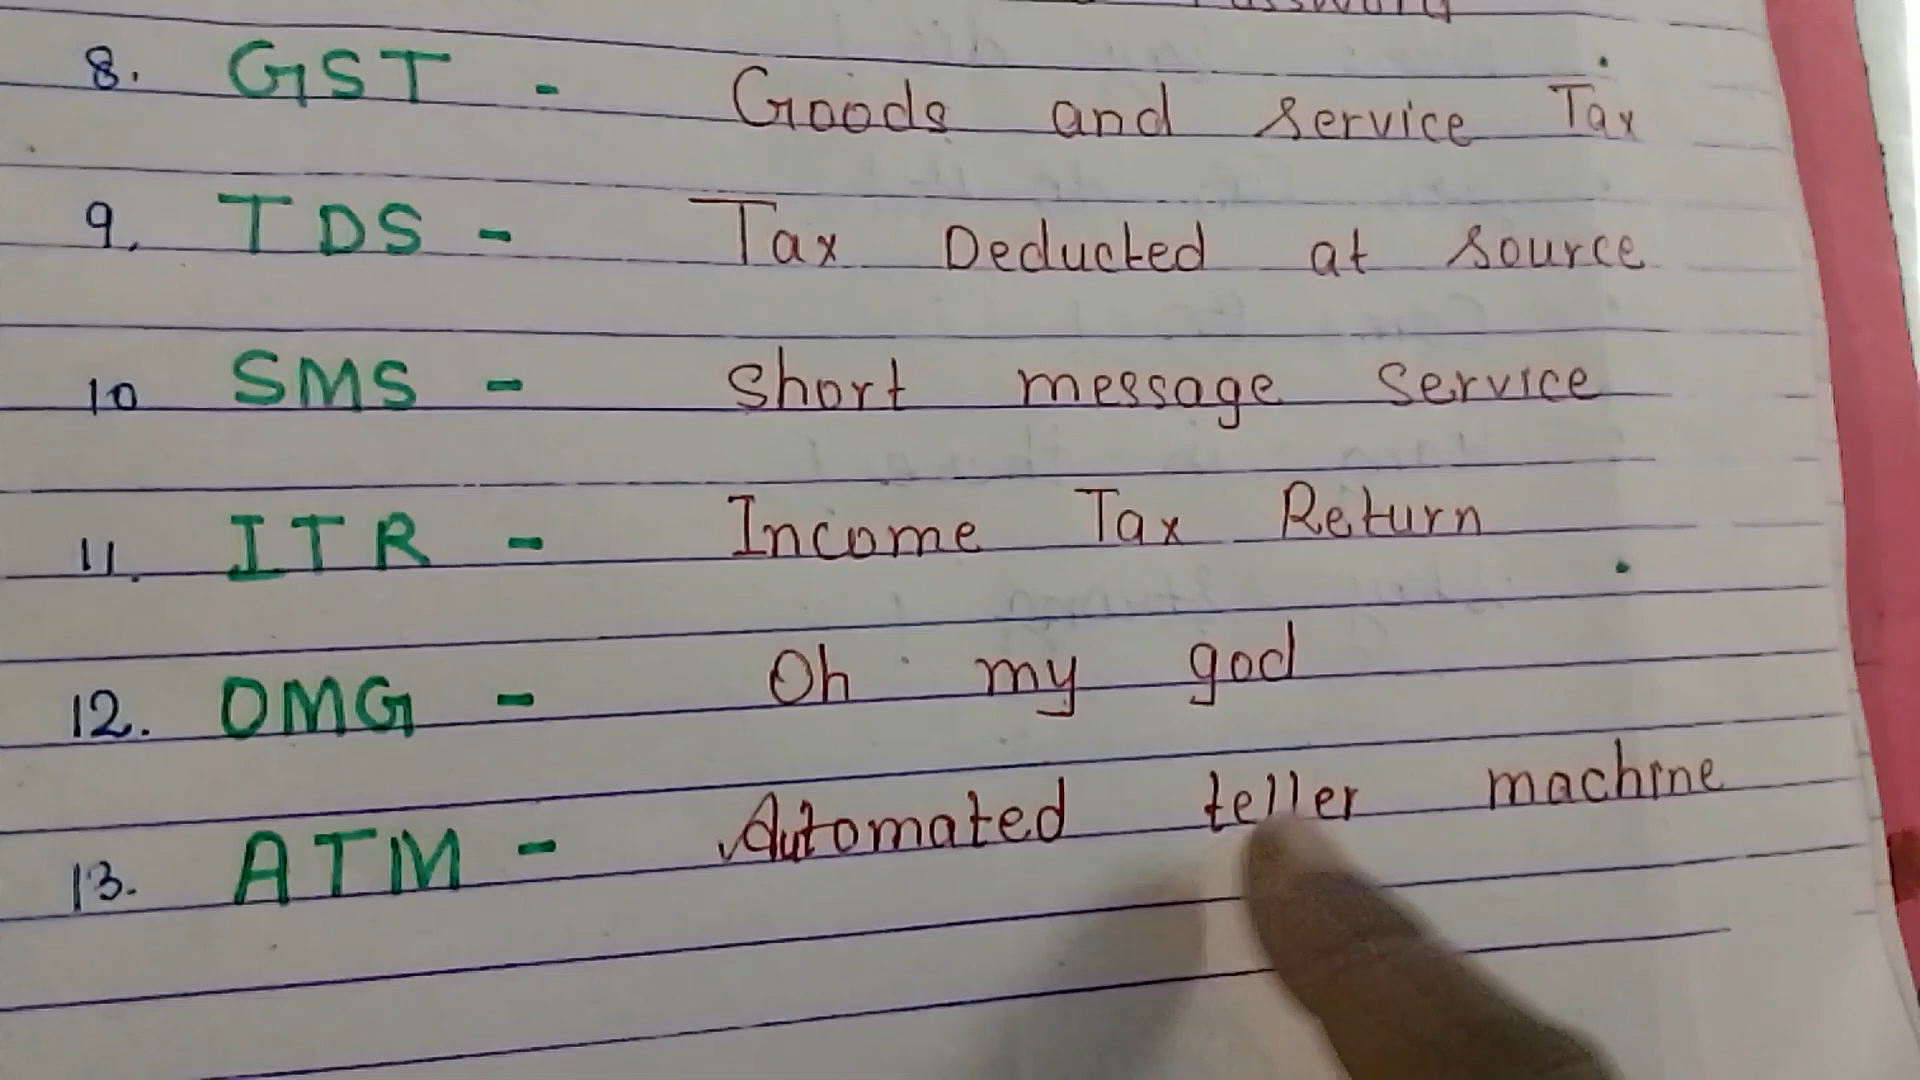 8. GST - Goods and service Tax
9. TDS - Tax Deducted at source
10 SMS - Short message Service
11. ITR - Income Tax Return
12. OMG - Oh my god
13. ATM - Automated teller machine